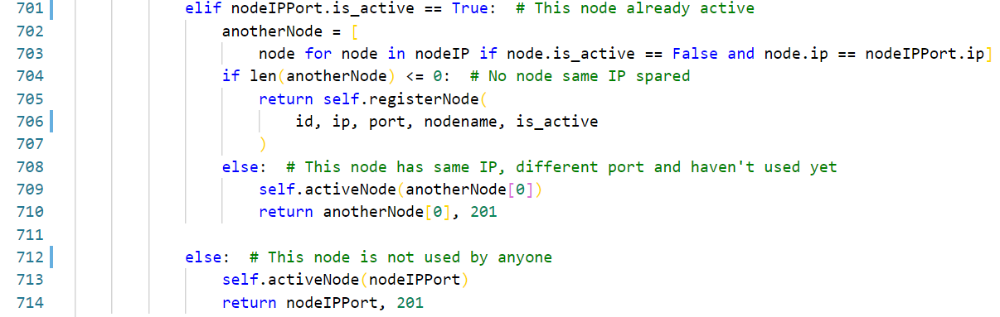 701 elif nodeIPPort.is_active == True:  # This node already active
702 anotherNode = [
703 node for node in nodeIP if node.is_active == False and node.ip == nodeIPPort.ip]
704 if len(anotherNode) <= 0:  # No node same IP spared
705 return self.registerNode(
706 id, ip, port, nodename, is_active
707 )
708 else:  # This node has same IP, different port and haven't used yet
709 self.activeNode(anotherNode[0])
710 return anotherNode[0], 201
711
712 else:  # This node is not used by anyone
713 self.activeNode(nodeIPPort)
714 return nodeIPPort, 201